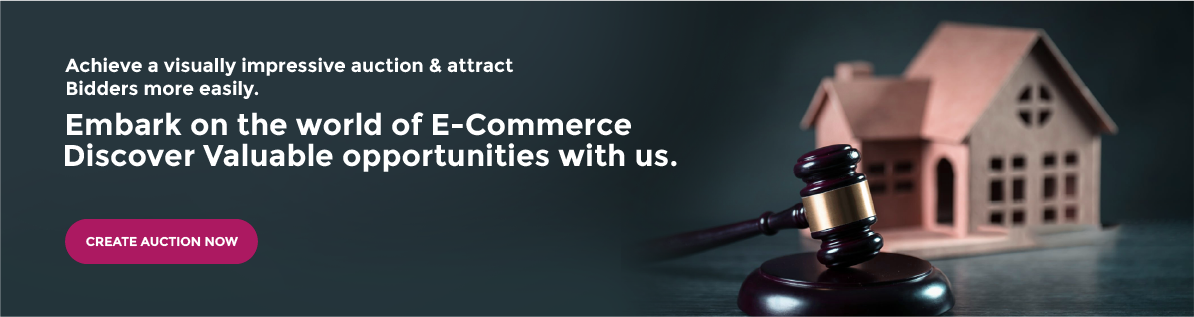 Achieve a visually impressive auction & attract
Bidders more easily.
Embark on the world of E-Commerce
Discover Valuable opportunities with us.
CREATE AUCTION NOW